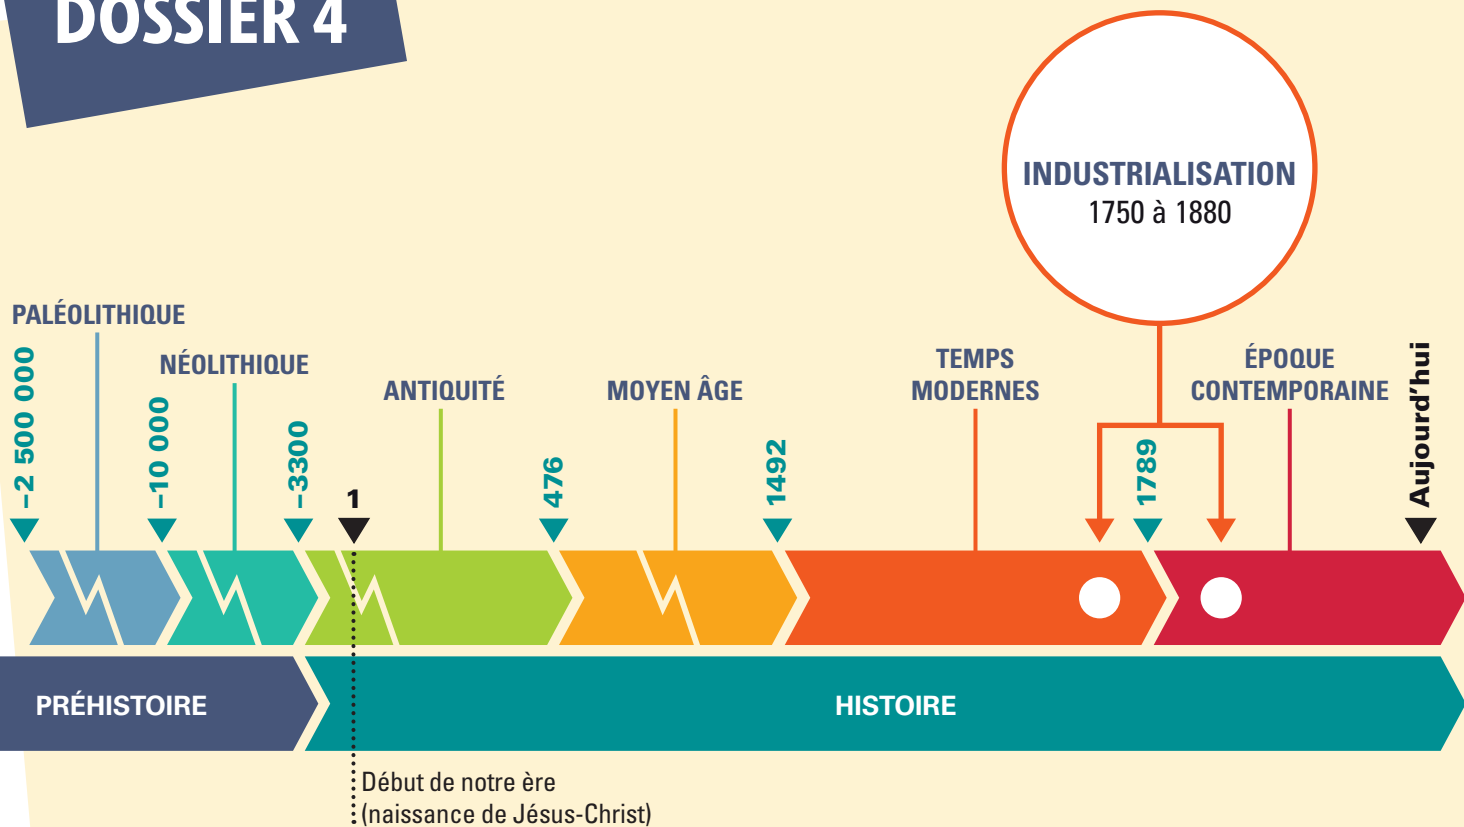 DOSSIER 4
INDUSTRIALISATION
1750 à 1880
PALÉOLITHIQUE
NÉOLITHIQUE
ANTIQUITÉ
MOYEN ÂGE
TEMPS
MODERNES
ÉPOQUE
CONTEMPORAINE
–2 500 000
–10 000
–3300
1
476
1492
1789
Aujourd’hui
PRÉHISTOIRE
HISTOIRE
Début de notre ère
(naissance de Jésus-Christ)